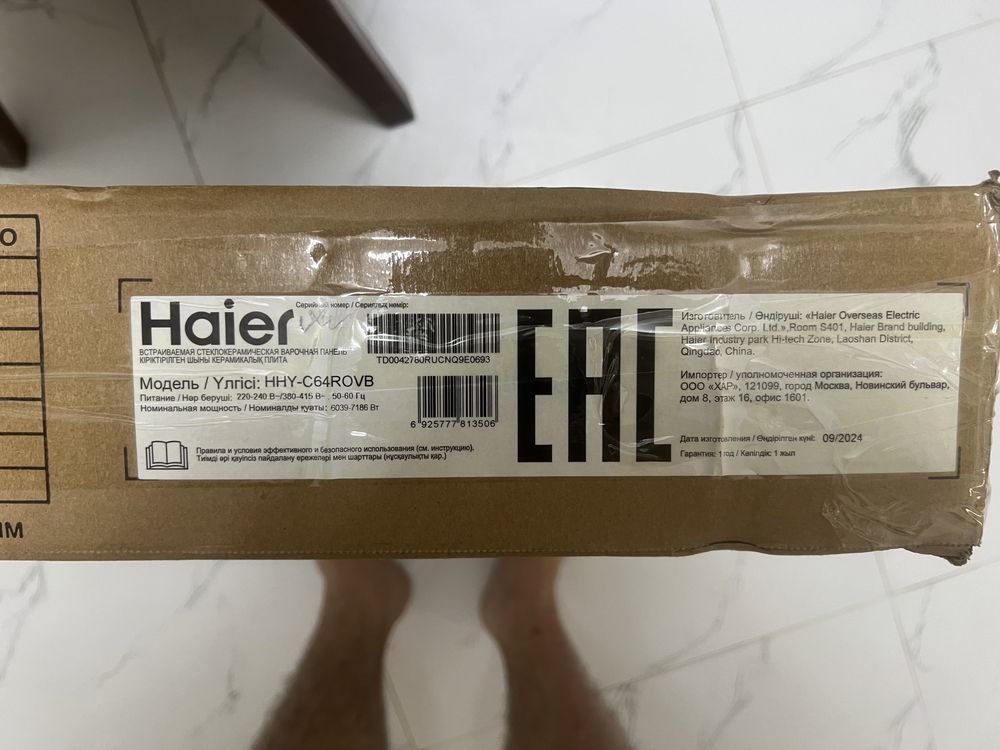 О
ММ
Haier
Серийный номер / Сериялық нөмір:
TD0042780RUCNQ9E0693
ВСТРАИВАЕМАЯ СТЕКЛОКЕРАМИЧЕСКАЯ ВАРОЧНАЯ ПАНЕЛЬ
КІРІКТІРІЛГЕН ШЫНЫ КЕРАМИКАЛЫҚ ПЛИТА
Модель / Үлгісі: HHY-C64ROVB
Питание / Нәр беруші: 220-240 В~/380-415 В~ , 50-60 Гц
Номинальная мощность / Номиналды қуаты: 6039-7186 Вт
6 925777 813506
Правила и условия эффективного и безопасного использования (см. инструкцию).
Тиімді әрі қауіпсіз пайдалану ережелері мен шарттары (нұсқаулықты қар.)
EAC
Изготовитель / Өндіруші: «Haier Overseas Electric
Appliances Corp. Ltd.»,Room S401, Haier Brand building,
Haier Industry park Hi-tech Zone, Laoshan District,
Qingdao, China.
Импортер / уполномоченная организация:
ООО «ХАР», 121099, город Москва, Новинский бульвар,
дом 8, этаж 16, офис 1601.
Дата изготовления / Өндірілген күні: 09/2024
Гарантия: 1 год / Кепілдік: 1 жыл